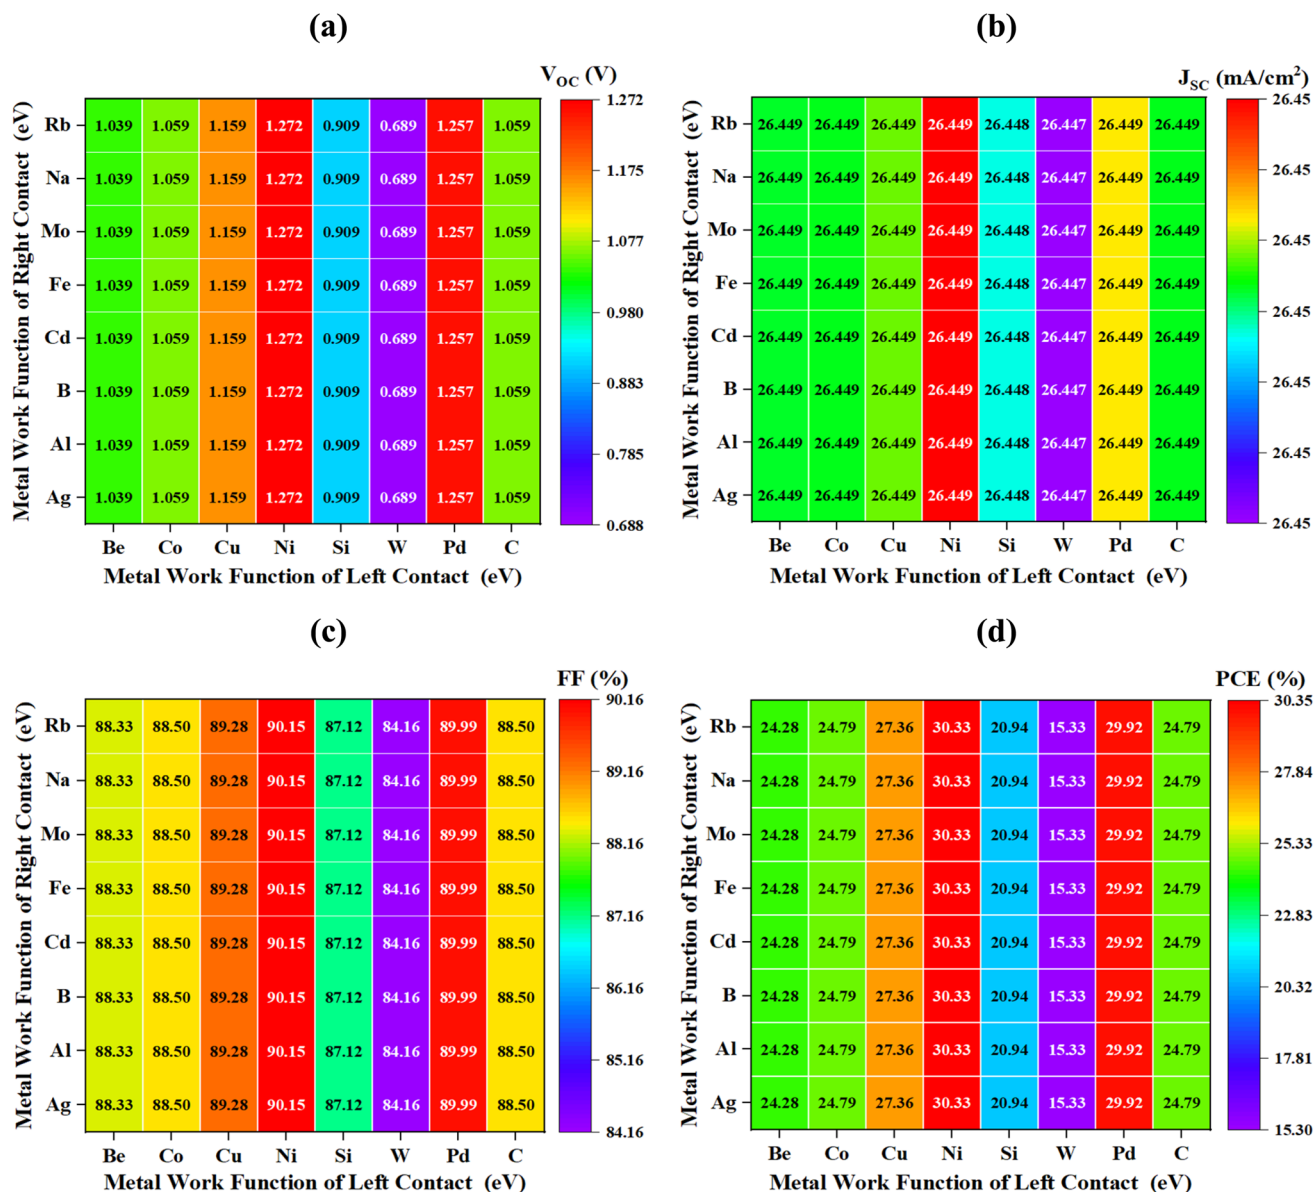 (a)
V_OC (V)
Metal Work Function of Right Contact (eV)
Rb 1.039 1.059 1.159 1.272 0.909 0.689 1.257 1.059
Na 1.039 1.059 1.159 1.272 0.909 0.689 1.257 1.059
Mo 1.039 1.059 1.159 1.272 0.909 0.689 1.257 1.059
Fe 1.039 1.059 1.159 1.272 0.909 0.689 1.257 1.059
Cd 1.039 1.059 1.159 1.272 0.909 0.689 1.257 1.059
B 1.039 1.059 1.159 1.272 0.909 0.689 1.257 1.059
Al 1.039 1.059 1.159 1.272 0.909 0.689 1.257 1.059
Ag 1.039 1.059 1.159 1.272 0.909 0.689 1.257 1.059
Be Co Cu Ni Si W Pd C
Metal Work Function of Left Contact (eV)
1.272
1.175
1.077
0.980
0.883
0.785
0.688
(b)
J_SC (mA/cm²)
Metal Work Function of Right Contact (eV)
Rb 26.449 26.449 26.449 26.449 26.448 26.447 26.449 26.449
Na 26.449 26.449 26.449 26.449 26.448 26.447 26.449 26.449
Mo 26.449 26.449 26.449 26.449 26.448 26.447 26.449 26.449
Fe 26.449 26.449 26.449 26.449 26.448 26.447 26.449 26.449
Cd 26.449 26.449 26.449 26.449 26.448 26.447 26.449 26.449
B 26.449 26.449 26.449 26.449 26.448 26.447 26.449 26.449
Al 26.449 26.449 26.449 26.449 26.448 26.447 26.449 26.449
Ag 26.449 26.449 26.449 26.449 26.448 26.447 26.449 26.449
Be Co Cu Ni Si W Pd C
Metal Work Function of Left Contact (eV)
26.45
26.45
26.45
26.45
26.45
26.45
26.45
(c)
FF (%)
Metal Work Function of Right Contact (eV)
Rb 88.33 88.50 89.28 90.15 87.12 84.16 89.99 88.50
Na 88.33 88.50 89.28 90.15 87.12 84.16 89.99 88.50
Mo 88.33 88.50 89.28 90.15 87.12 84.16 89.99 88.50
Fe 88.33 88.50 89.28 90.15 87.12 84.16 89.99 88.50
Cd 88.33 88.50 89.28 90.15 87.12 84.16 89.99 88.50
B 88.33 88.50 89.28 90.15 87.12 84.16 89.99 88.50
Al 88.33 88.50 89.28 90.15 87.12 84.16 89.99 88.50
Ag 88.33 88.50 89.28 90.15 87.12 84.16 89.99 88.50
Be Co Cu Ni Si W Pd C
Metal Work Function of Left Contact (eV)
90.16
89.16
88.16
87.16
86.16
85.16
84.16
(d)
PCE (%)
Metal Work Function of Right Contact (eV)
Rb 24.28 24.79 27.36 30.33 20.94 15.33 29.92 24.79
Na 24.28 24.79 27.36 30.33 20.94 15.33 29.92 24.79
Mo 24.28 24.79 27.36 30.33 20.94 15.33 29.92 24.79
Fe 24.28 24.79 27.36 30.33 20.94 15.33 29.92 24.79
Cd 24.28 24.79 27.36 30.33 20.94 15.33 29.92 24.79
B 24.28 24.79 27.36 30.33 20.94 15.33 29.92 24.79
Al 24.28 24.79 27.36 30.33 20.94 15.33 29.92 24.79
Ag 24.28 24.79 27.36 30.33 20.94 15.33 29.92 24.79
Be Co Cu Ni Si W Pd C
Metal Work Function of Left Contact (eV)
30.35
27.84
25.33
22.83
20.32
17.81
15.30